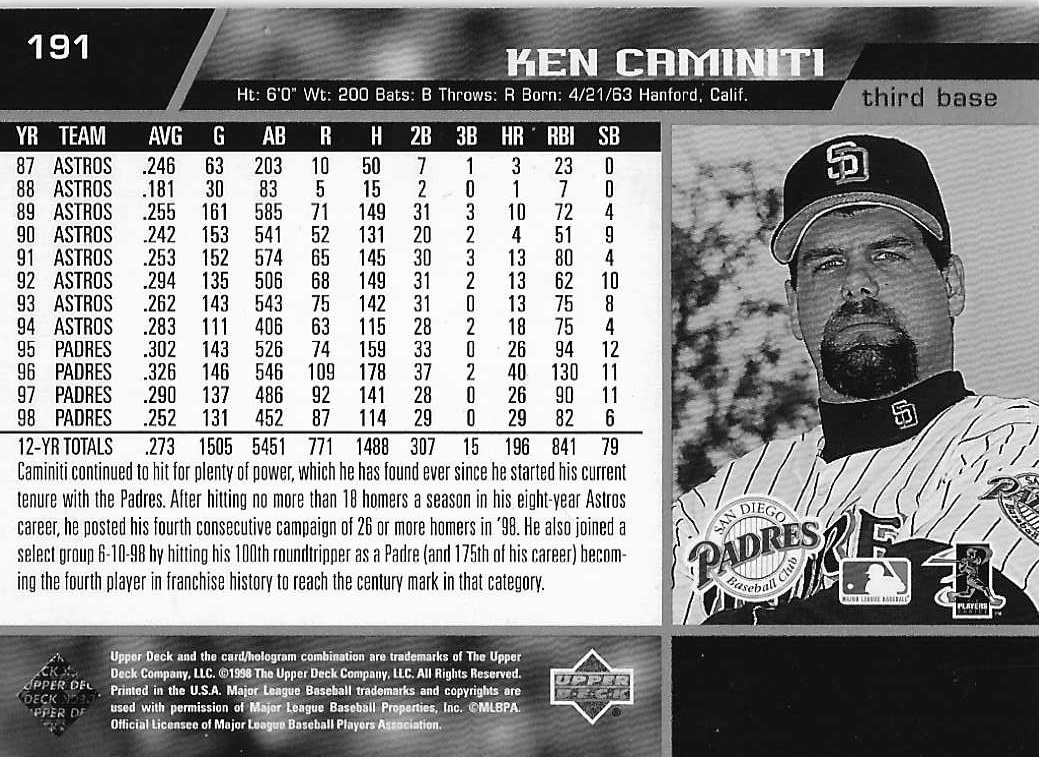 191
KEN CAMINITI
Ht: 6'0" Wt: 200 Bats: B Throws: R Born: 4/21/63 Hanford, Calif.
third base
YR TEAM AVG G AB R H 2B 3B HR RBI SB
87 ASTROS .246 63 203 10 50 7 1 3 23 0
88 ASTROS .181 30 83 5 15 2 0 1 7 0
89 ASTROS .255 161 585 71 149 31 3 10 72 4
90 ASTROS .242 153 541 52 131 20 2 4 51 9
91 ASTROS .253 152 574 65 145 30 3 13 80 4
92 ASTROS .294 135 506 68 149 31 2 13 62 10
93 ASTROS .262 143 543 75 142 31 0 13 75 8
94 ASTROS .283 111 406 63 115 28 2 18 75 4
95 PADRES .302 143 526 74 159 33 0 26 94 12
96 PADRES .326 146 546 109 178 37 2 40 130 11
97 PADRES .290 137 486 92 141 28 0 26 90 11
98 PADRES .252 131 452 87 114 29 0 29 82 6
12-YR TOTALS .273 1505 5451 771 1488 307 15 196 841 79
Caminiti continued to hit for plenty of power, which he has found ever since he started his current
tenure with the Padres. After hitting no more than 18 homers a season in his eight-year Astros
career, he posted his fourth consecutive campaign of 26 or more homers in '98. He also joined a
select group 6-10-98 by hitting his 100th roundtripper as a Padre (and 175th of his career) becom-
ing the fourth player in franchise history to reach the century mark in that category.
SD
SD
SAN DIEGO
PADRES
Baseball Club
MAJOR LEAGUE BASEBALL
PLAYERS
CHOICE
Upper Deck and the card/hologram combination are trademarks of The Upper
Deck Company, LLC. ©1998 The Upper Deck Company, LLC. All Rights Reserved.
Printed in the U.S.A. Major League Baseball trademarks and copyrights are
used with permission of Major League Baseball Properties, Inc. ©MLBPA.
Official Licensee of Major League Baseball Players Association.
UPPER
DECK